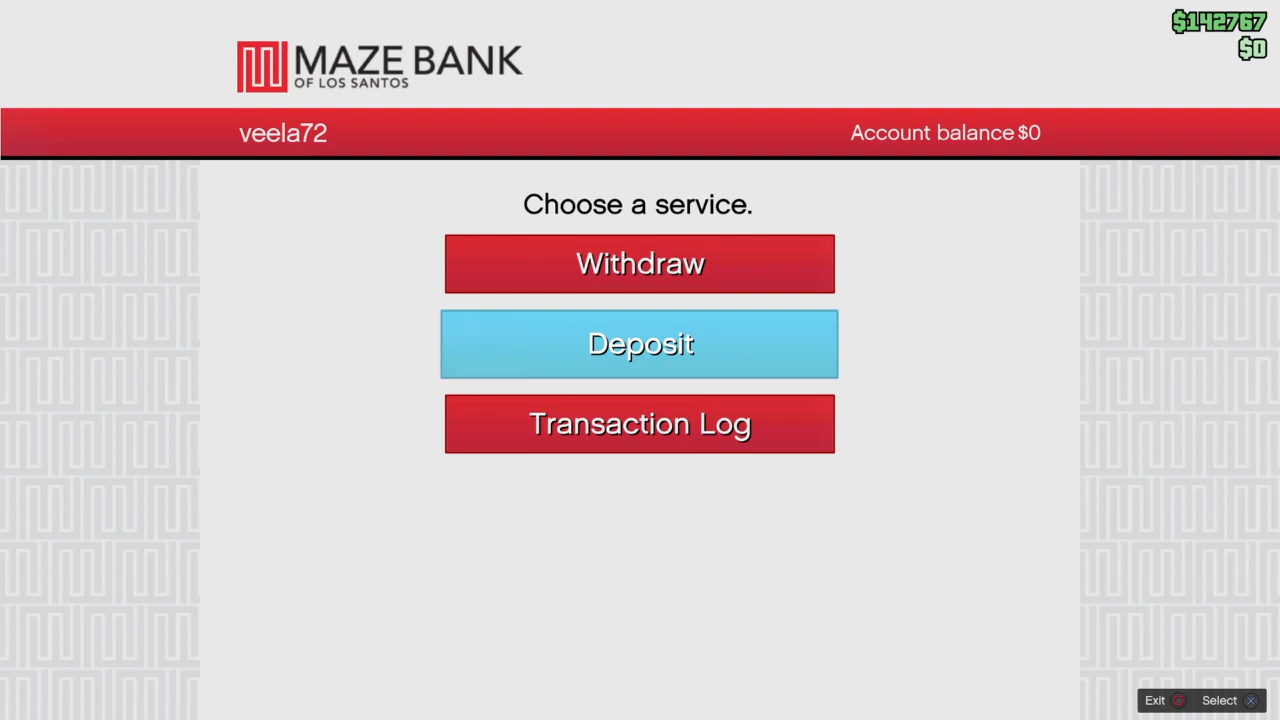 $142767
$0
MAZE BANK
OF LOS SANTOS
veela72
Account balance $0
Choose a service.
Withdraw
Deposit
Transaction Log
Exit
Select